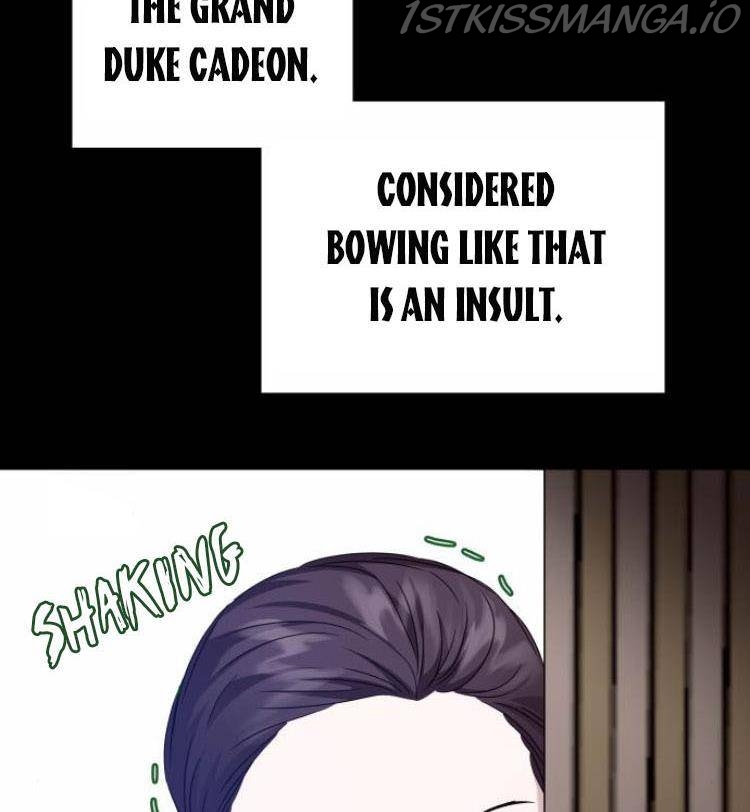 THE GRAND
DUKE CADEON.
1STKISSMANGA.IO
CONSIDERED
BOWING LIKE THAT
IS AN INSULT.
SHAKING